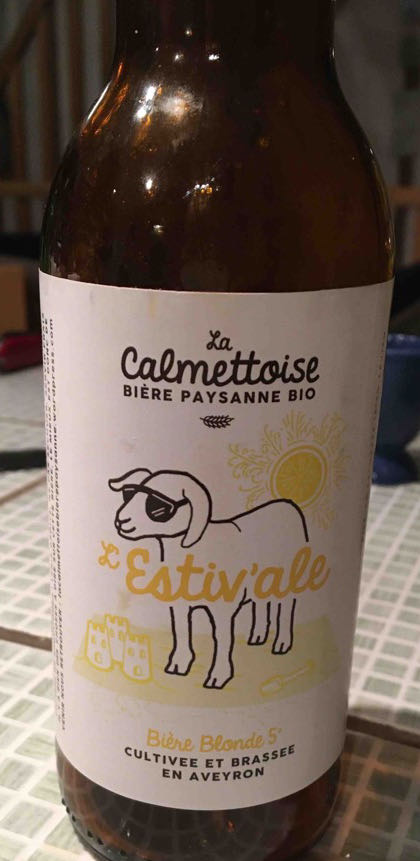 La
Calmettoise
BIÈRE PAYSANNE BIO
L'Estiv'ale
Bière Blonde 5°
CULTIVEE ET BRASSEE
EN AVEYRON